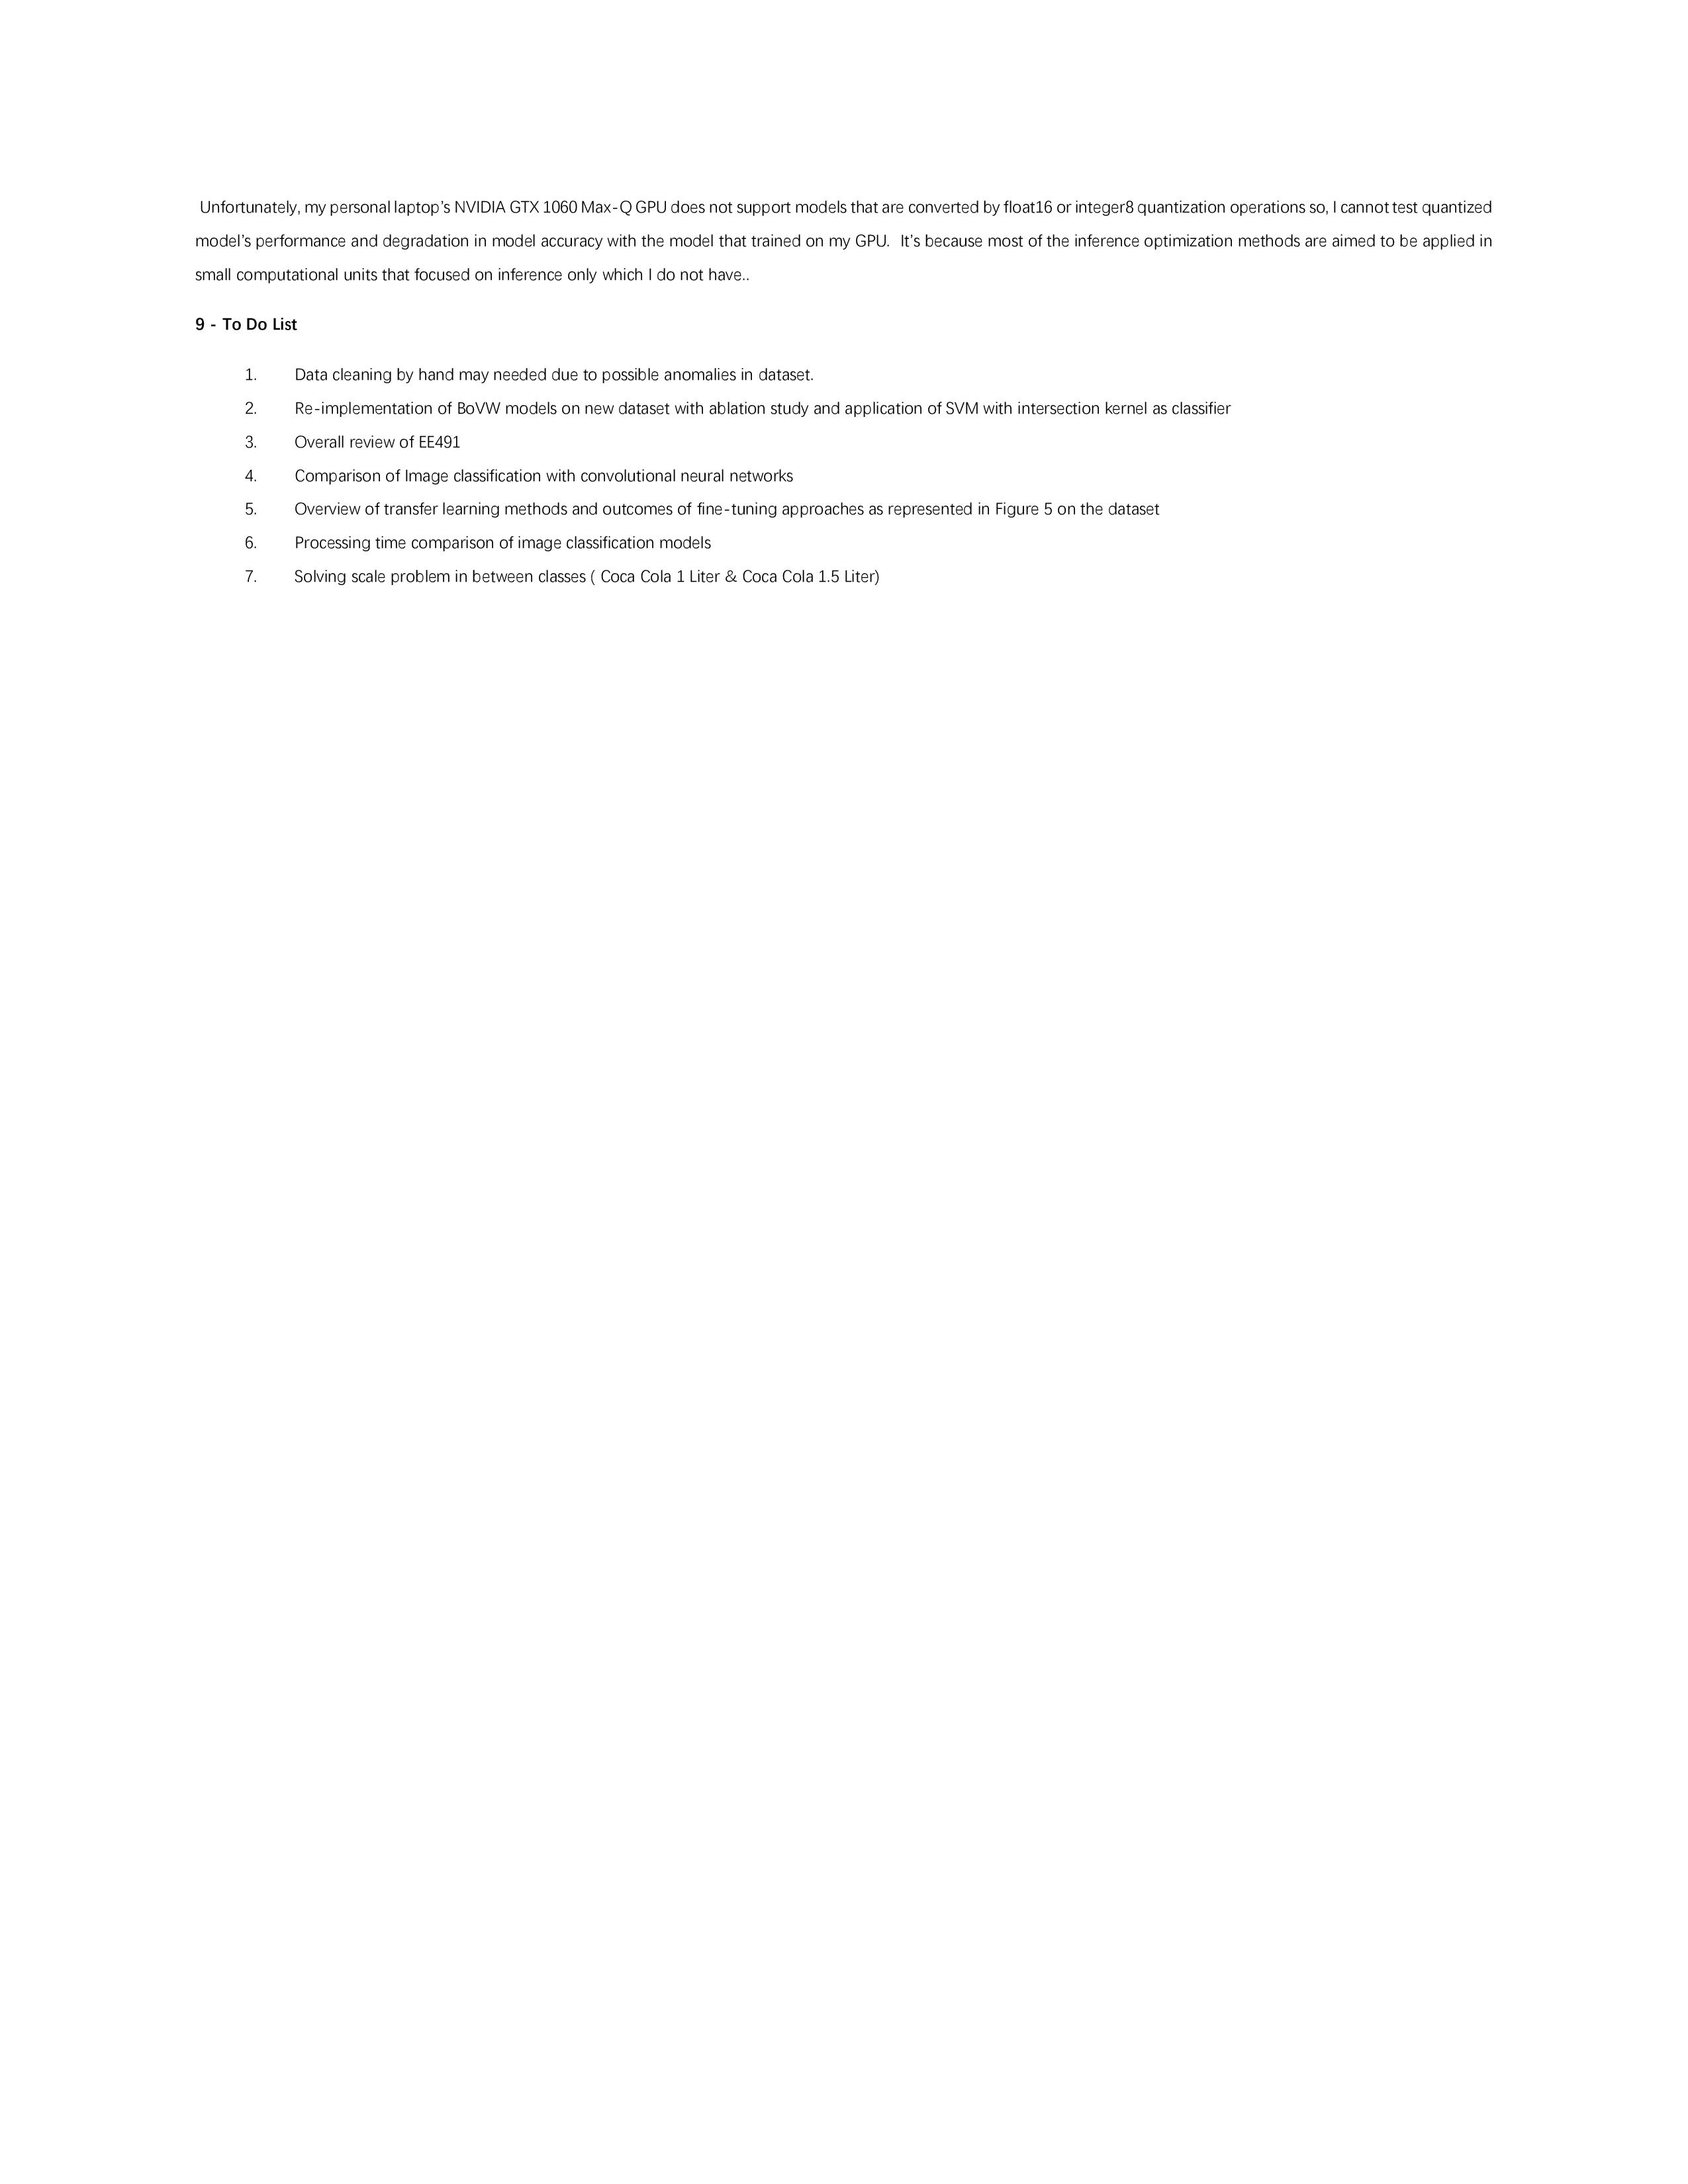 Unfortunately, my personal laptop's NVIDIA GTX 1060 Max-Q GPU does not support models that are converted by float16 or integer8 quantization operations so, I cannot test quantized
model's performance and degradation in model accuracy with the model that trained on my GPU.  It's because most of the inference optimization methods are aimed to be applied in
small computational units that focused on inference only which I do not have..
9 - To Do List
1. Data cleaning by hand may needed due to possible anomalies in dataset.
2. Re-implementation of BoVW models on new dataset with ablation study and application of SVM with intersection kernel as classifier
3. Overall review of EE491
4. Comparison of Image classification with convolutional neural networks
5. Overview of transfer learning methods and outcomes of fine-tuning approaches as represented in Figure 5 on the dataset
6. Processing time comparison of image classification models
7. Solving scale problem in between classes ( Coca Cola 1 Liter & Coca Cola 1.5 Liter)